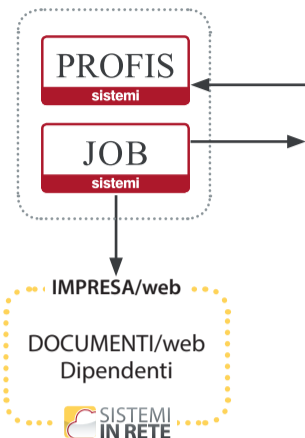 PROFIS
sistemi
JOB
sistemi
IMPRESA/web
DOCUMENTI/web
Dipendenti
SISTEMI
IN RETE